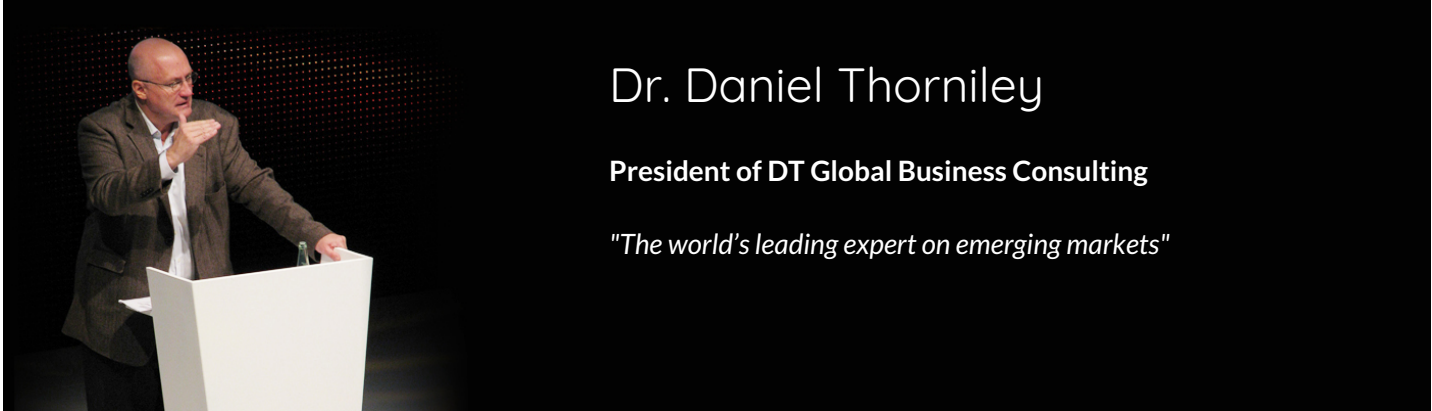 Dr. Daniel Thorniley
President of DT Global Business Consulting
"The world’s leading expert on emerging markets"